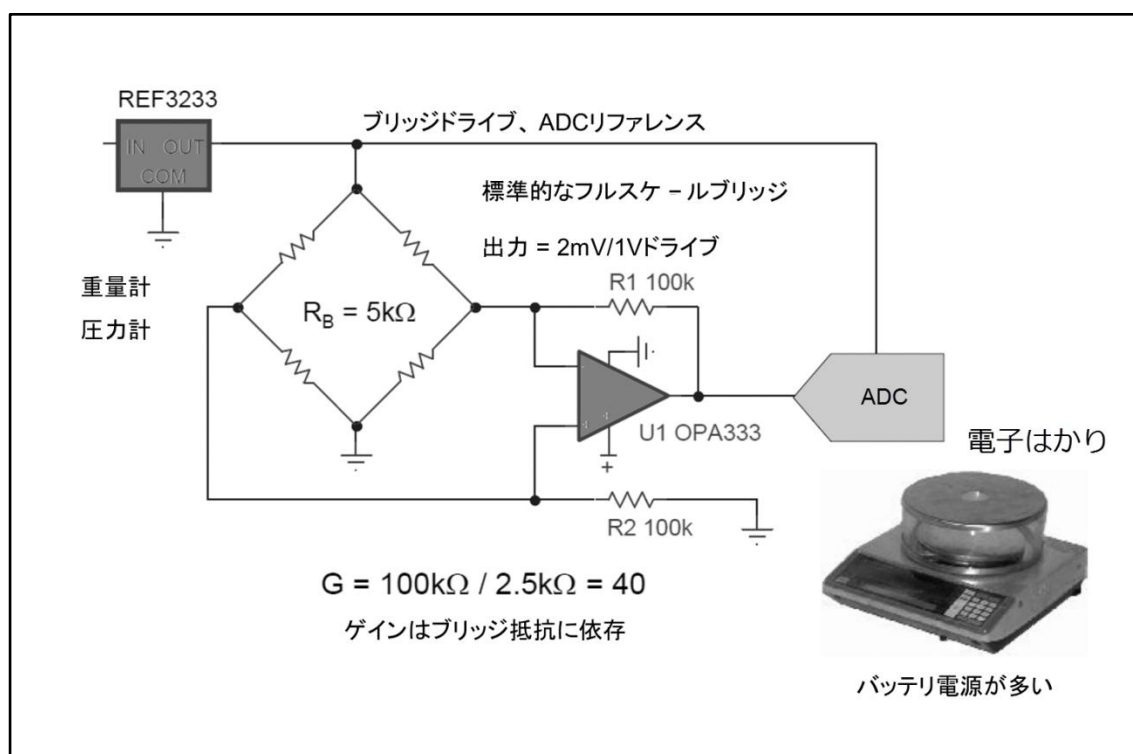 REF3233
IN OUT
COM
ブリッジドライブ、ADCリファレンス
標準的なフルスケールブリッジ
出力 = 2mV/1Vドライブ
R1 100k
重量計
圧力計
RB = 5kΩ
ADC
U1 OPA333
+
電子はかり
R2 100k
G = 100kΩ / 2.5kΩ = 40
ゲインはブリッジ抵抗に依存
バッテリ電源が多い